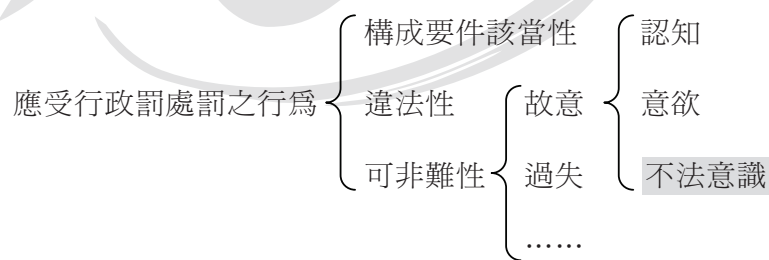 構成要件該當性 認知
應受行政罰處罰之行為 違法性 故意 意欲
可非難性 過失 不法意識
……